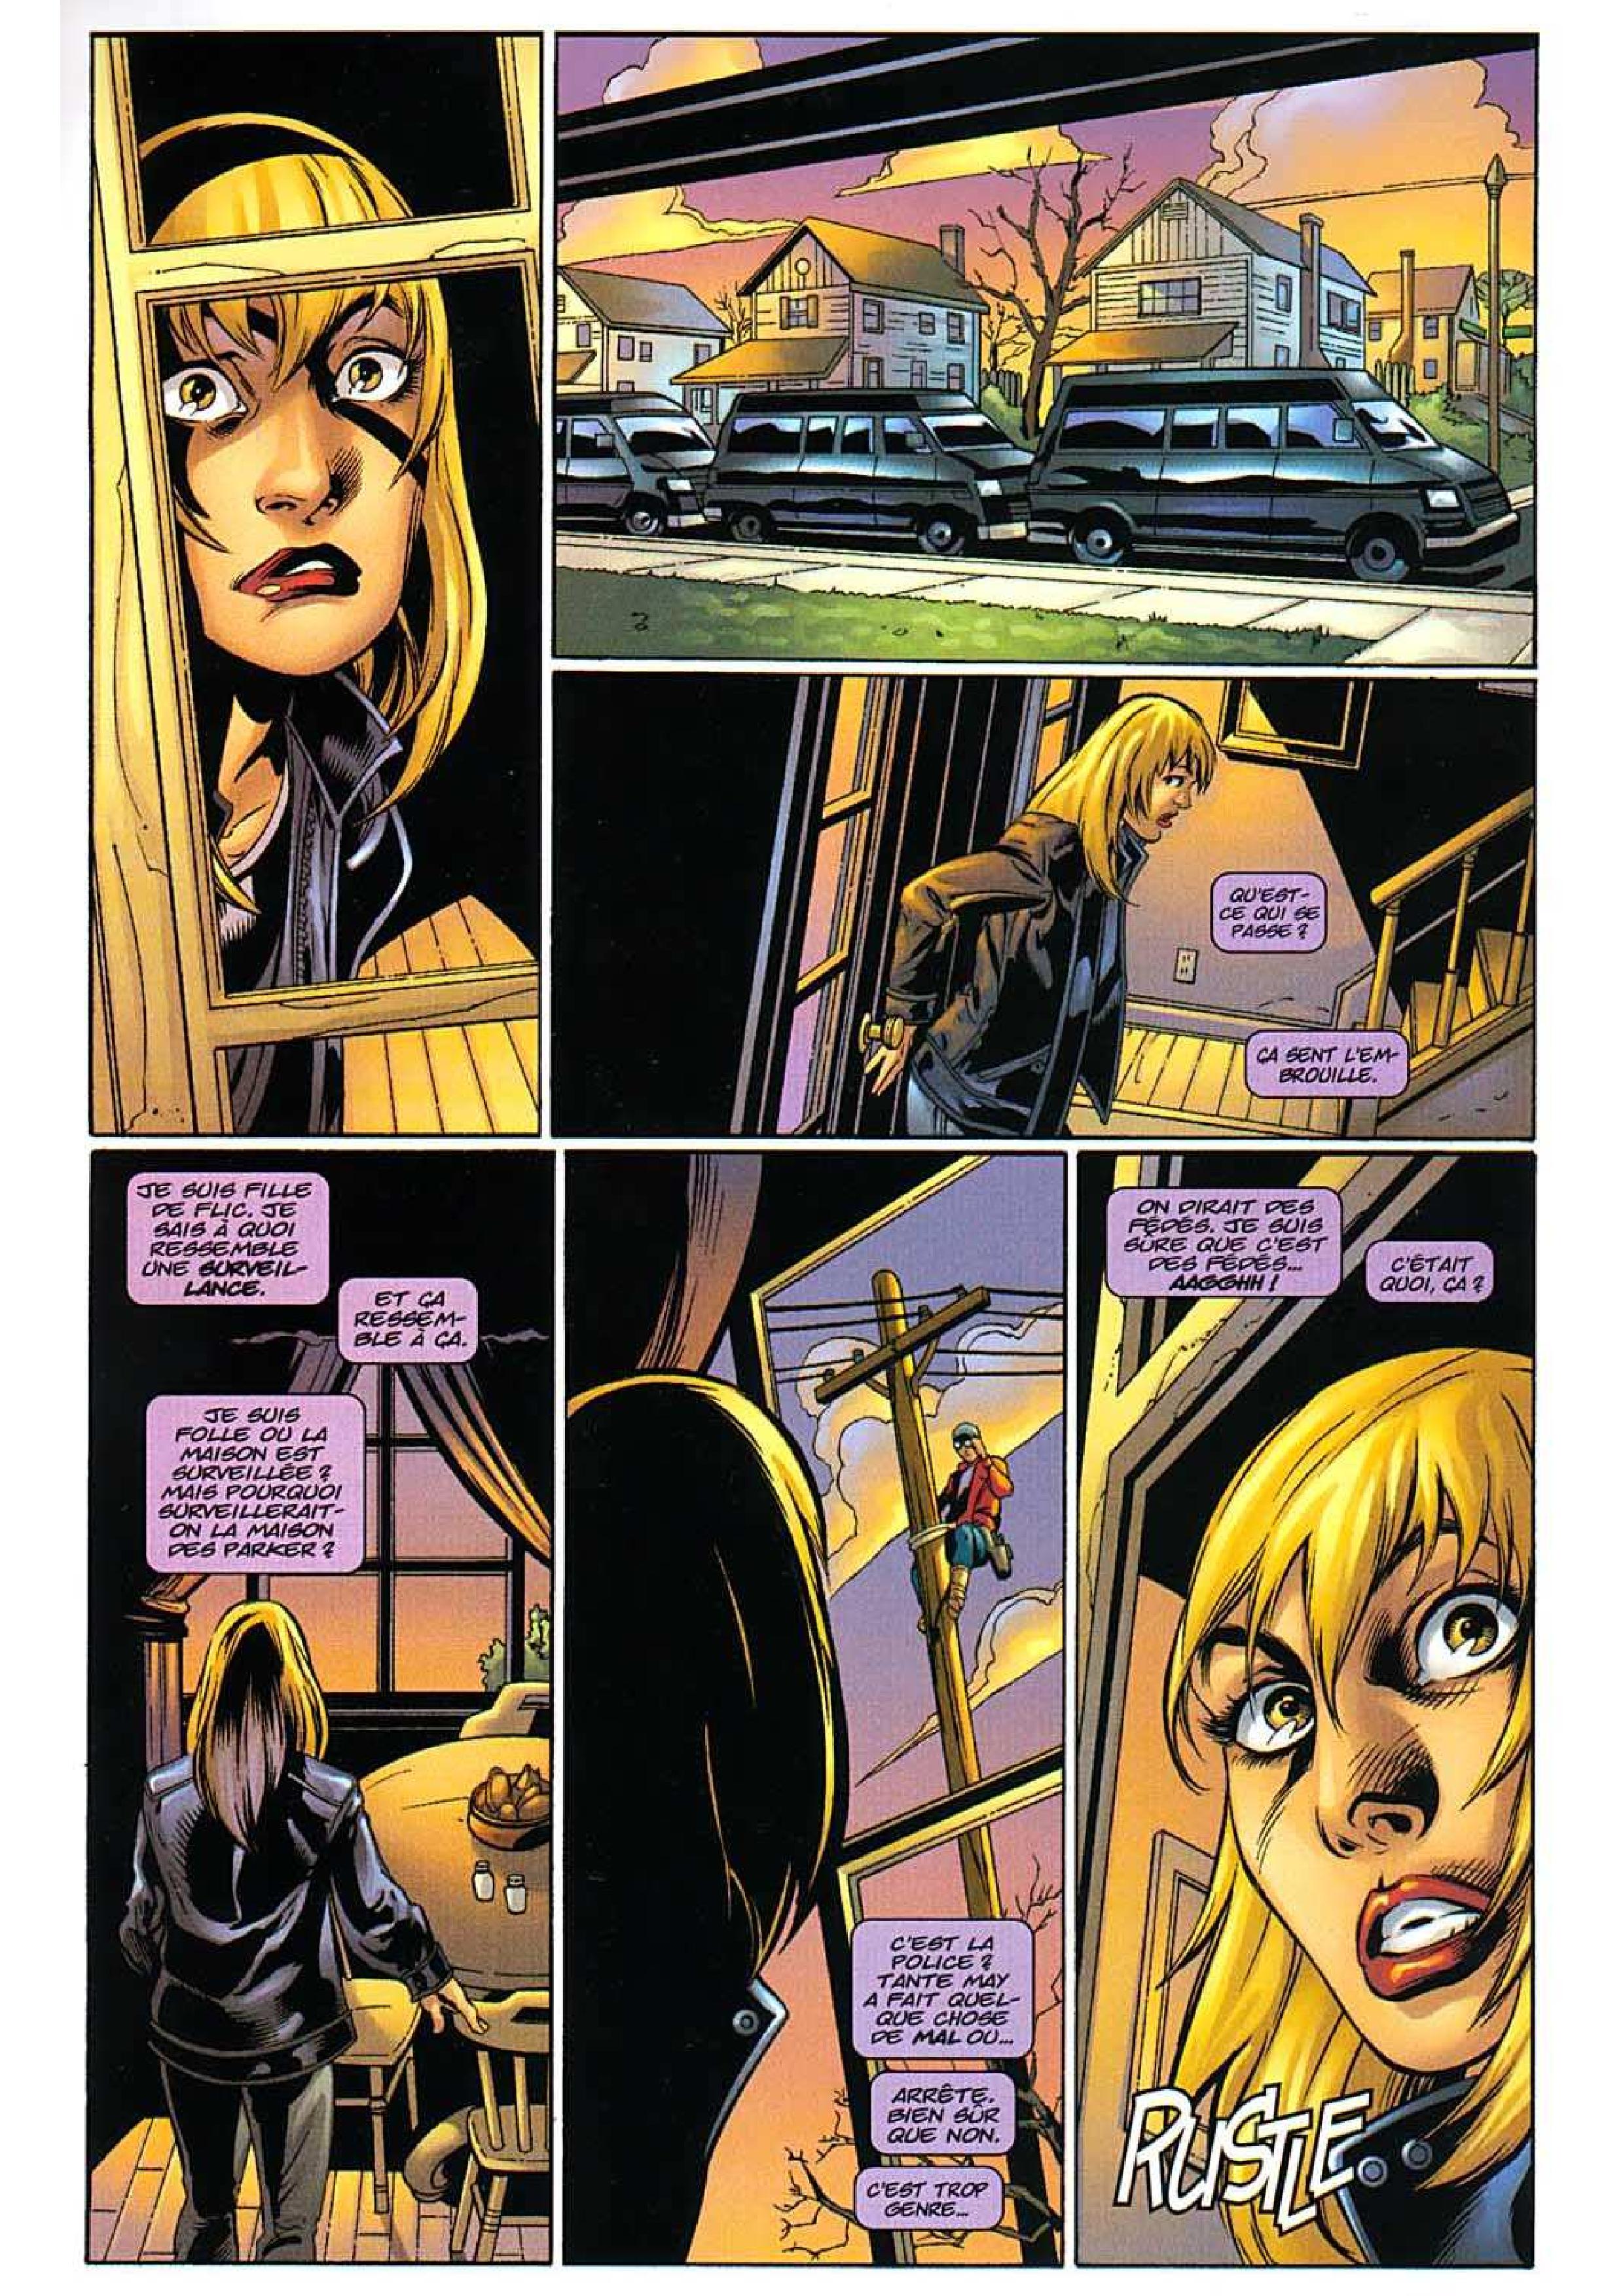 QU'EST-
CE QUI SE
PASSE ?
ÇA SENT L'EM-
BROUILLE.
JE SUIS FILLE
DE FLIC. JE
SAIS À QUOI
RESSEMBLE
UNE SURVEIL-
LANCE.
ET ÇA
RESSEM-
BLE À ÇA.
JE SUIS
FOLLE OU LA
MAISON EST
SURVEILLÉE ?
MAIS POURQUOI
SURVEILLERAIT-
ON LA MAISON
DES PARKER ?
C'EST LA
POLICE ?
TANTE MAY
A FAIT QUEL-
QUE CHOSE
DE MAL OU...
ARRÊTE.
BIEN SÛR
QUE NON.
C'EST TROP
GENRE...
ON DIRAIT DES
FÉDÉS. JE SUIS
SÛRE QUE C'EST
DES FÉDÉS...
AAGGHH !
C'ÉTAIT
QUOI, ÇA ?
RUSTLE